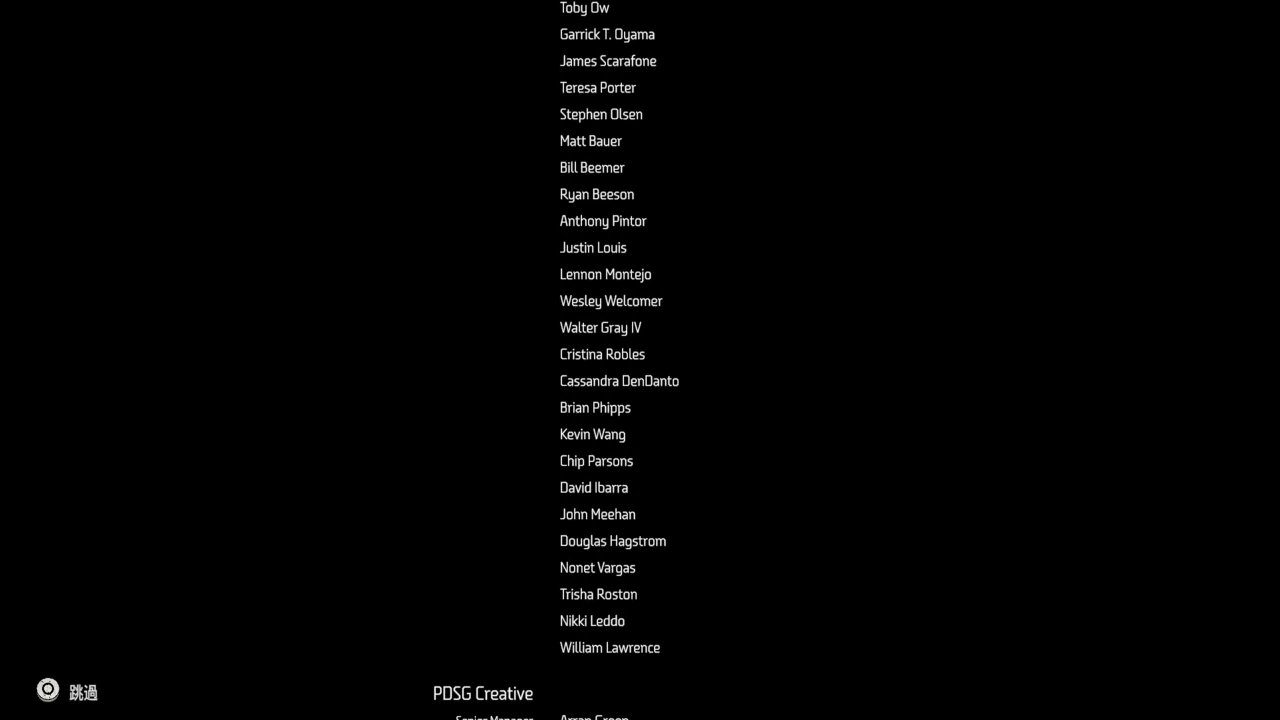 Toby Ow
Garrick T. Oyama
James Scarafone
Teresa Porter
Stephen Olsen
Matt Bauer
Bill Beemer
Ryan Beeson
Anthony Pintor
Justin Louis
Lennon Montejo
Wesley Welcomer
Walter Gray IV
Cristina Robles
Cassandra DenDanto
Brian Phipps
Kevin Wang
Chip Parsons
David Ibarra
John Meehan
Douglas Hagstrom
Nonet Vargas
Trisha Roston
Nikki Leddo
William Lawrence
跳過
PDSG Creative
Senior Manager